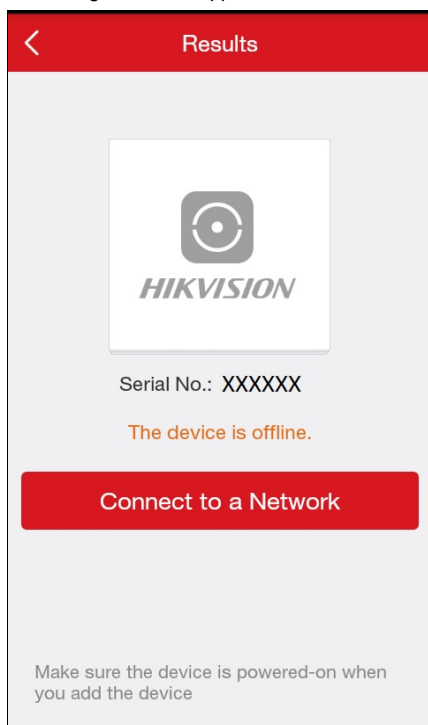 Results
HIKVISION
Serial No.: XXXXXX
The device is offline.
Connect to a Network
Make sure the device is powered-on when
you add the device